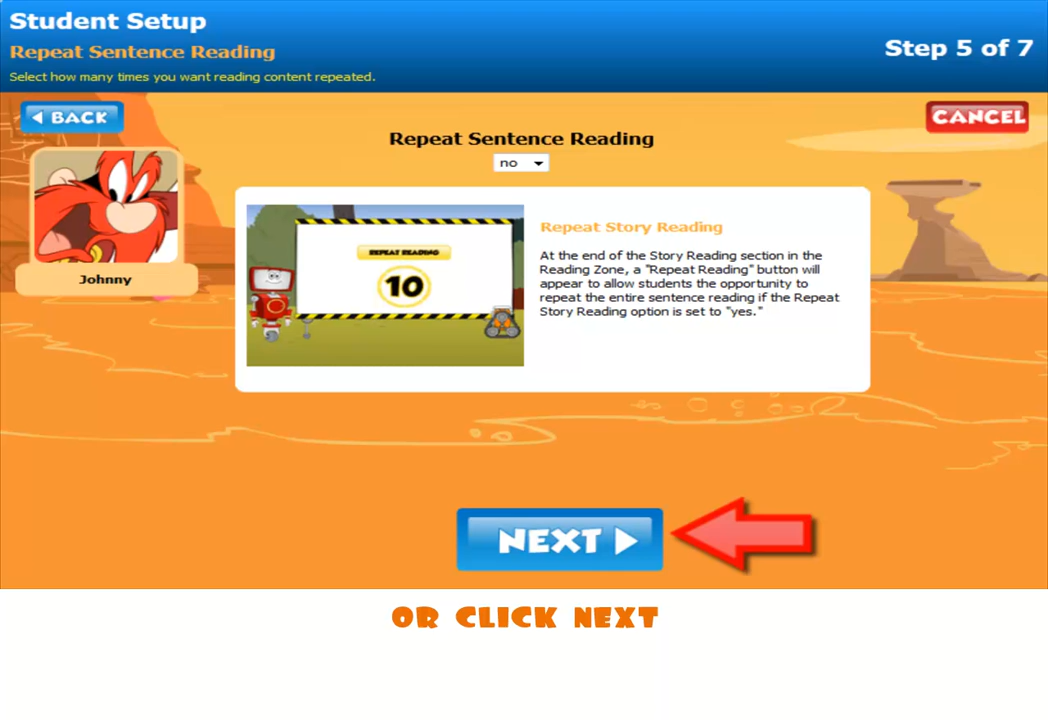 Student Setup
Repeat Sentence Reading
Step 5 of 7
Select how many times you want reading content repeated.
BACK
CANCEL
Repeat Sentence Reading
no
Johnny
REPEAT READING
10
Repeat Story Reading
At the end of the Story Reading section in the
Reading Zone, a "Repeat Reading" button will
appear to allow students the opportunity to
repeat the entire sentence reading if the Repeat
Story Reading option is set to "yes."
NEXT
OR CLICK NEXT